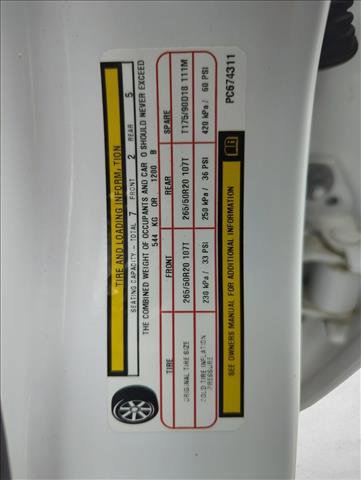 TIRE AND LOADING INFORMATION
SEATING CAPACITY - TOTAL 7 FRONT 2 REAR 5
THE COMBINED WEIGHT OF OCCUPANTS AND CAR O SHOULD NEVER EXCEED
544 KG OR 1200 B
TIRE FRONT REAR SPARE
ORIGINAL TIRE SIZE 265/50R20 107T 265/50R20 107T T175/90D18 111M
COLD TIRE INFLATION PRESSURE 230 kPa / 33 PSI 250 kPa / 36 PSI 420 kPa / 60 PSI
SEE OWNERS MANUAL FOR ADDITIONAL INFORMATION
PC674311